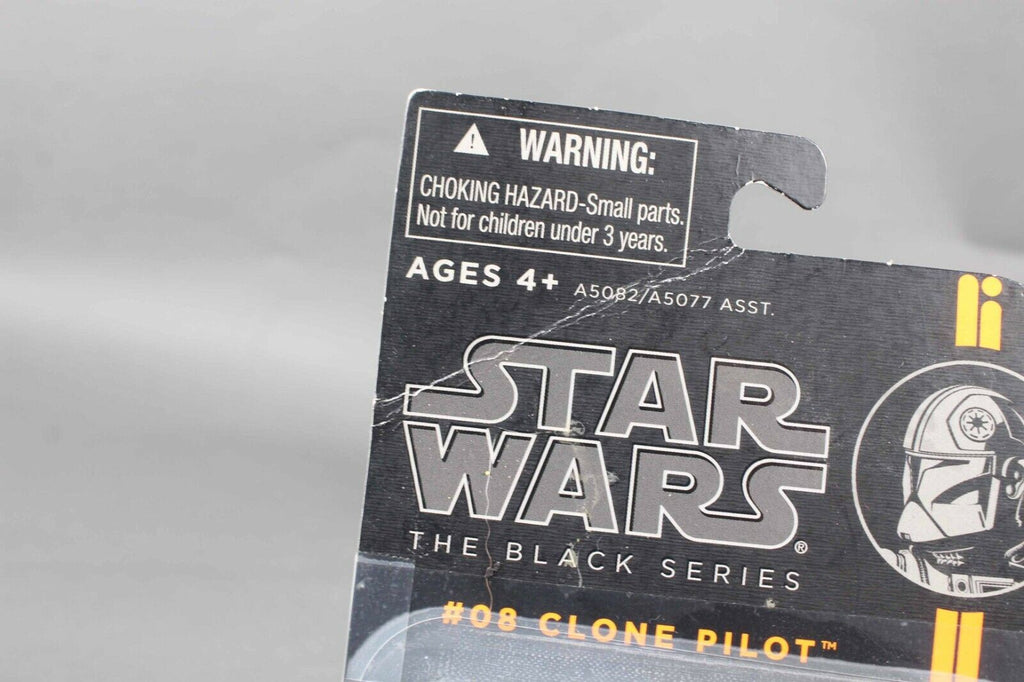 WARNING:
CHOKING HAZARD-Small parts.
Not for children under 3 years.
AGES 4+ A5082/A5077 ASST.
STAR
WARS®
THE BLACK SERIES
#08 CLONE PILOT™